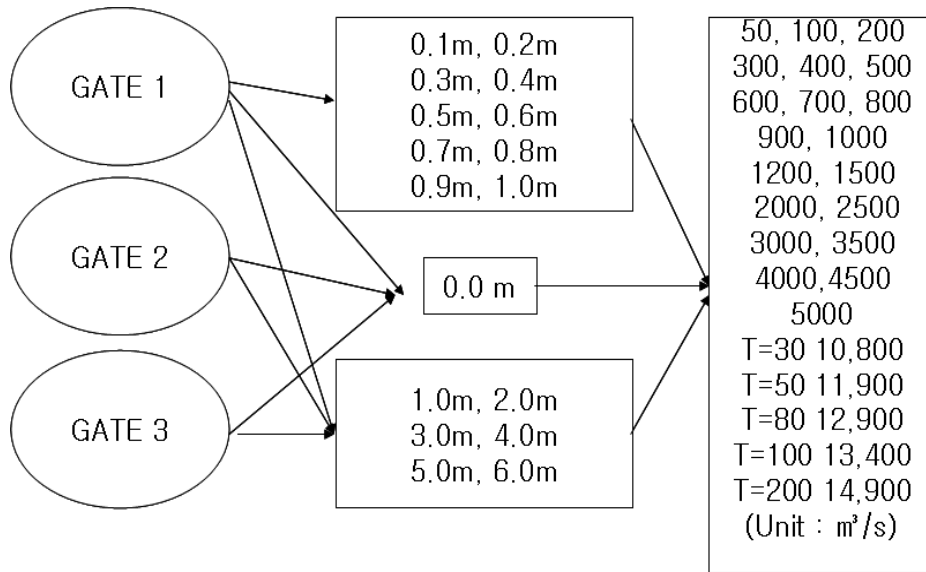 GATE 1
GATE 2
GATE 3
0.1m, 0.2m
0.3m, 0.4m
0.5m, 0.6m
0.7m, 0.8m
0.9m, 1.0m
0.0 m
1.0m, 2.0m
3.0m, 4.0m
5.0m, 6.0m
50, 100, 200
300, 400, 500
600, 700, 800
900, 1000
1200, 1500
2000, 2500
3000, 3500
4000,4500
5000
T=30 10,800
T=50 11,900
T=80 12,900
T=100 13,400
T=200 14,900
(Unit : m³/s)